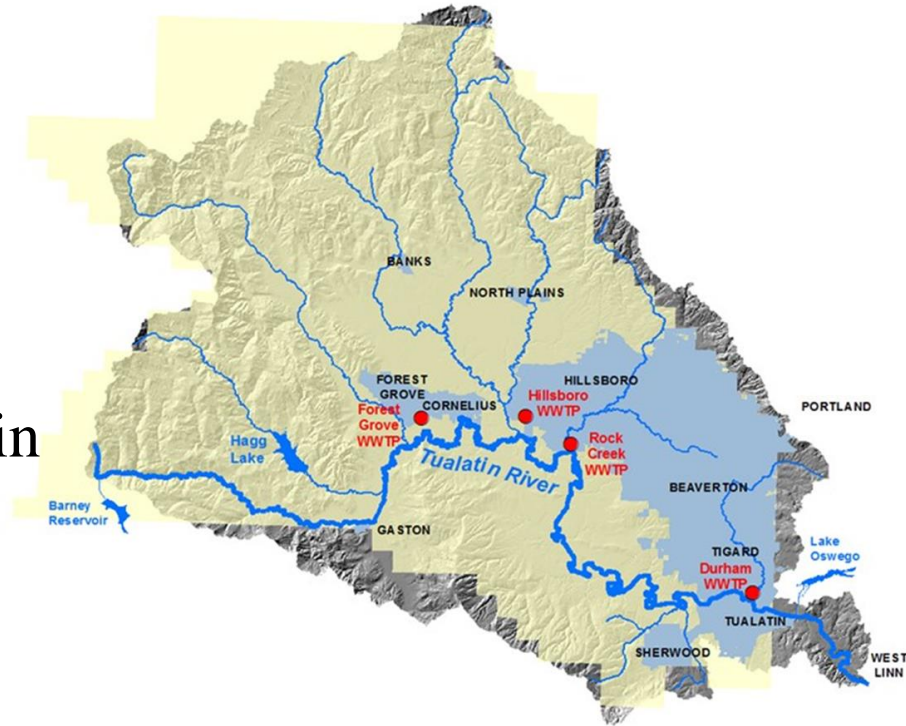 BANKS
NORTH PLAINS
FOREST
GROVE
CORNELIUS
HILLSBORO
Forest
Grove
WWTP
Hillsboro
WWTP
PORTLAND
in
Hagg
Lake
Tualatin River
Rock
Creek
WWTP
BEAVERTON
Barney
Reservoir
GASTON
Lake
Oswego
TIGARD
Durham
WWTP
TUALATIN
SHERWOOD
WEST
LINN